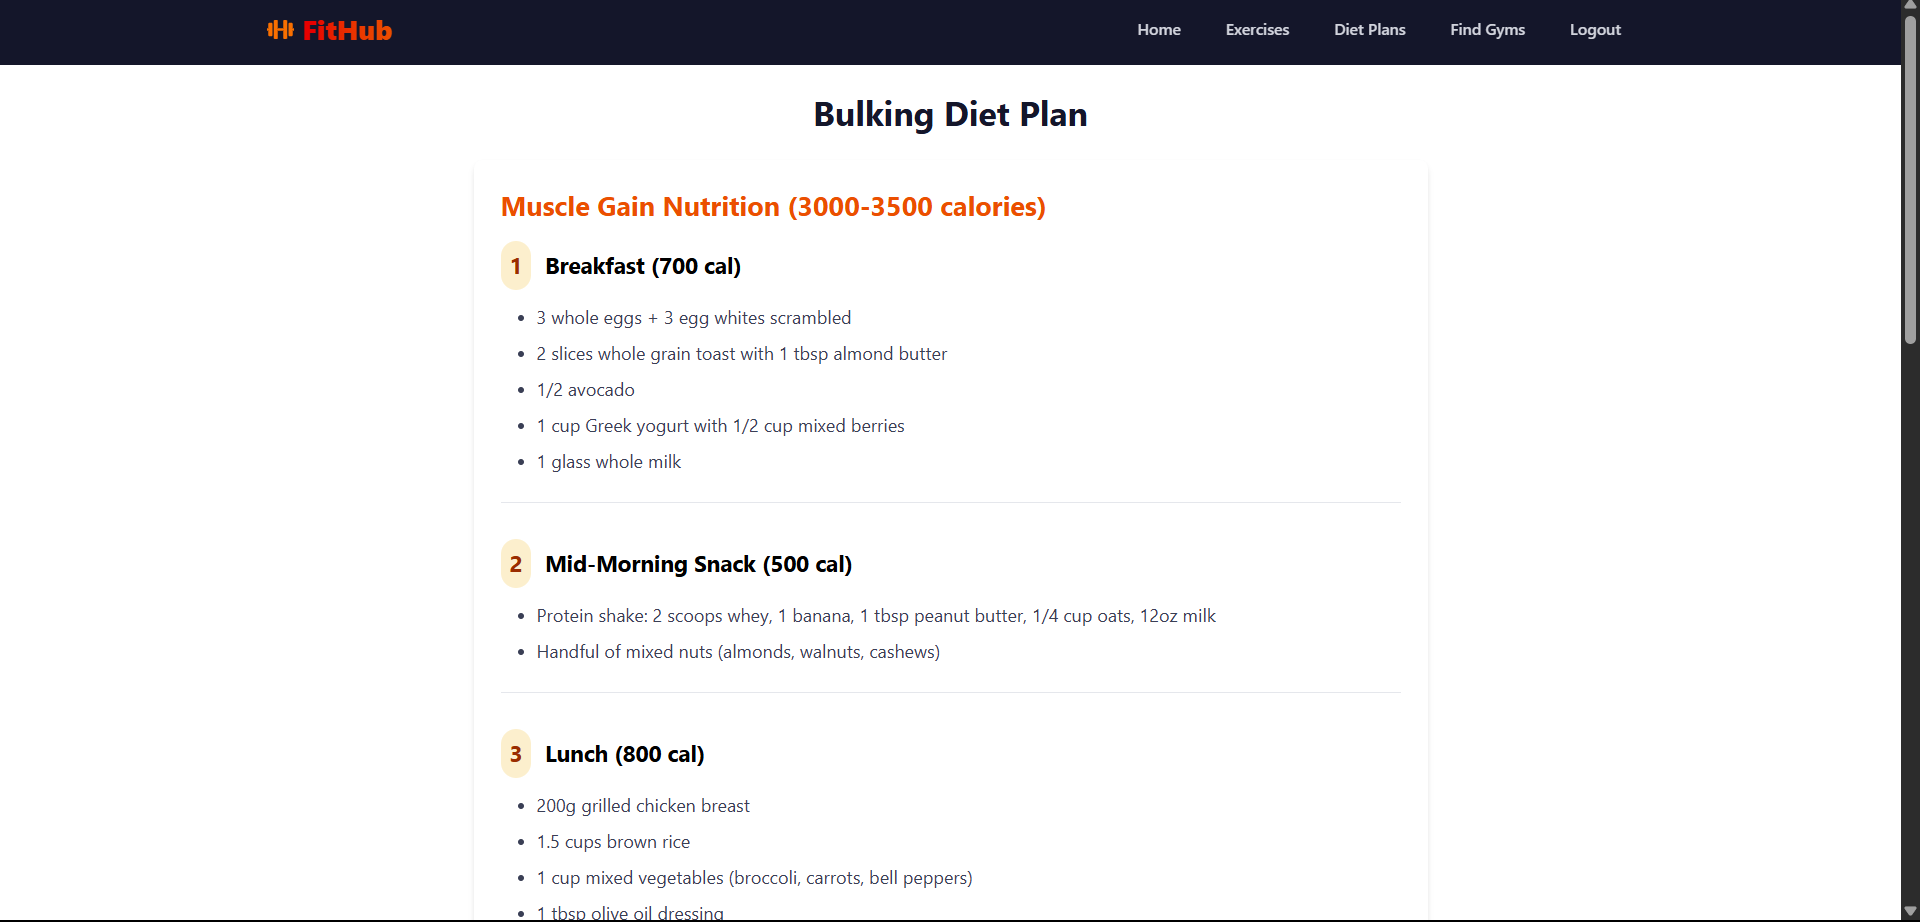 FitHub
Home Exercises Diet Plans Find Gyms Logout
Bulking Diet Plan
Muscle Gain Nutrition (3000-3500 calories)
1 Breakfast (700 cal)
• 3 whole eggs + 3 egg whites scrambled
• 2 slices whole grain toast with 1 tbsp almond butter
• 1/2 avocado
• 1 cup Greek yogurt with 1/2 cup mixed berries
• 1 glass whole milk
2 Mid-Morning Snack (500 cal)
• Protein shake: 2 scoops whey, 1 banana, 1 tbsp peanut butter, 1/4 cup oats, 12oz milk
• Handful of mixed nuts (almonds, walnuts, cashews)
3 Lunch (800 cal)
• 200g grilled chicken breast
• 1.5 cups brown rice
• 1 cup mixed vegetables (broccoli, carrots, bell peppers)
• 1 tbsp olive oil dressing